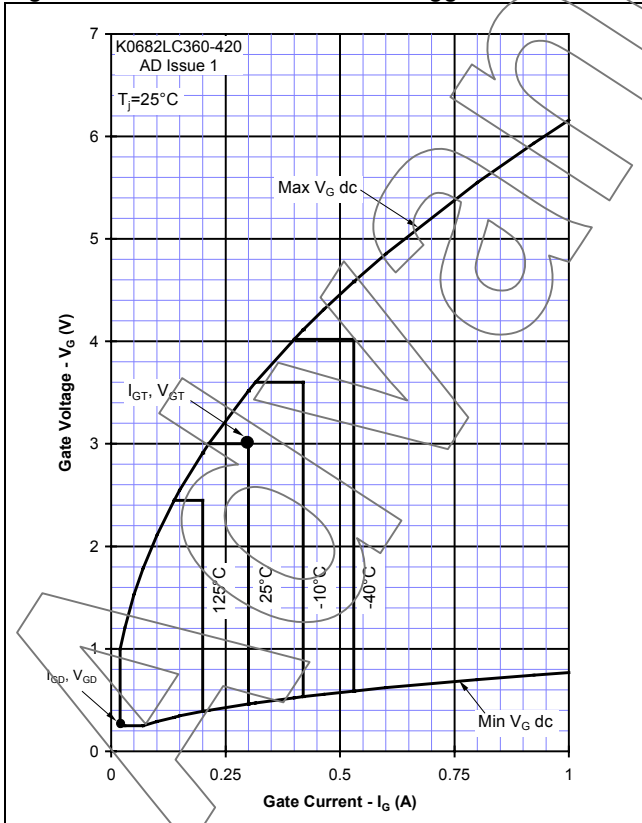 K0682LC360-420
AD Issue 1
Tj=25°C
7
6
5
4
3
2
1
0
Gate Voltage - VG (V)
Max VG dc
IGT, VGT
125°C
25°C
-10°C
-40°C
IGD, VGD
Min VG dc
0
0.25
0.5
0.75
1
Gate Current - IG (A)